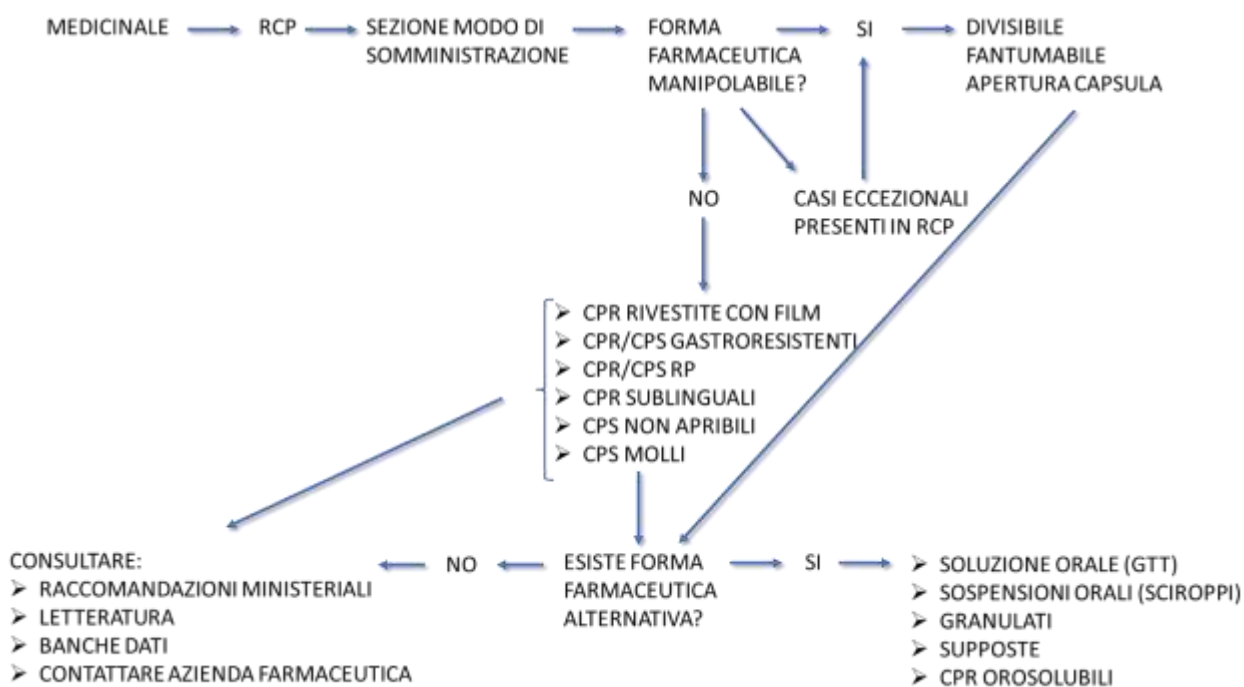 MEDICINALE
RCP
SEZIONE MODO DI
SOMMINISTRAZIONE
FORMA
FARMACEUTICA
MANIPOLABILE?
SI
DIVISIBILE
FANTUMABILE
APERTURA CAPSULA
NO
CASI ECCEZIONALI
PRESENTI IN RCP
CPR RIVESTITE CON FILM
CPR/CPS GASTRORESISTENTI
CPR/CPS RP
CPR SUBLINGUALI
CPS NON APRIBILI
CPS MOLLI
CONSULTARE:
RACCOMANDAZIONI MINISTERIALI
LETTERATURA
BANCHE DATI
CONTATTARE AZIENDA FARMACEUTICA
NO
ESISTE FORMA
FARMACEUTICA
ALTERNATIVA?
SI
SOLUZIONE ORALE (GTT)
SOSPENSIONI ORALI (SCIROPPI)
GRANULATI
SUPPOSTE
CPR OROSOLUBILI